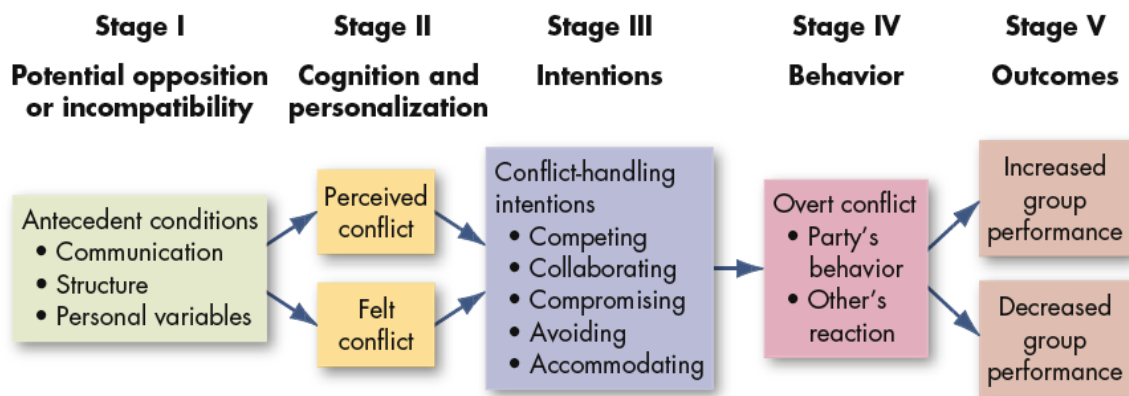 Stage I
Potential opposition
or incompatibility
Stage II
Cognition and
personalization
Stage III
Intentions
Stage IV
Behavior
Stage V
Outcomes
Antecedent conditions
• Communication
• Structure
• Personal variables
Perceived
conflict
Felt
conflict
Conflict-handling
intentions
• Competing
• Collaborating
• Compromising
• Avoiding
• Accommodating
Overt conflict
• Party’s
behavior
• Other’s
reaction
Increased
group
performance
Decreased
group
performance